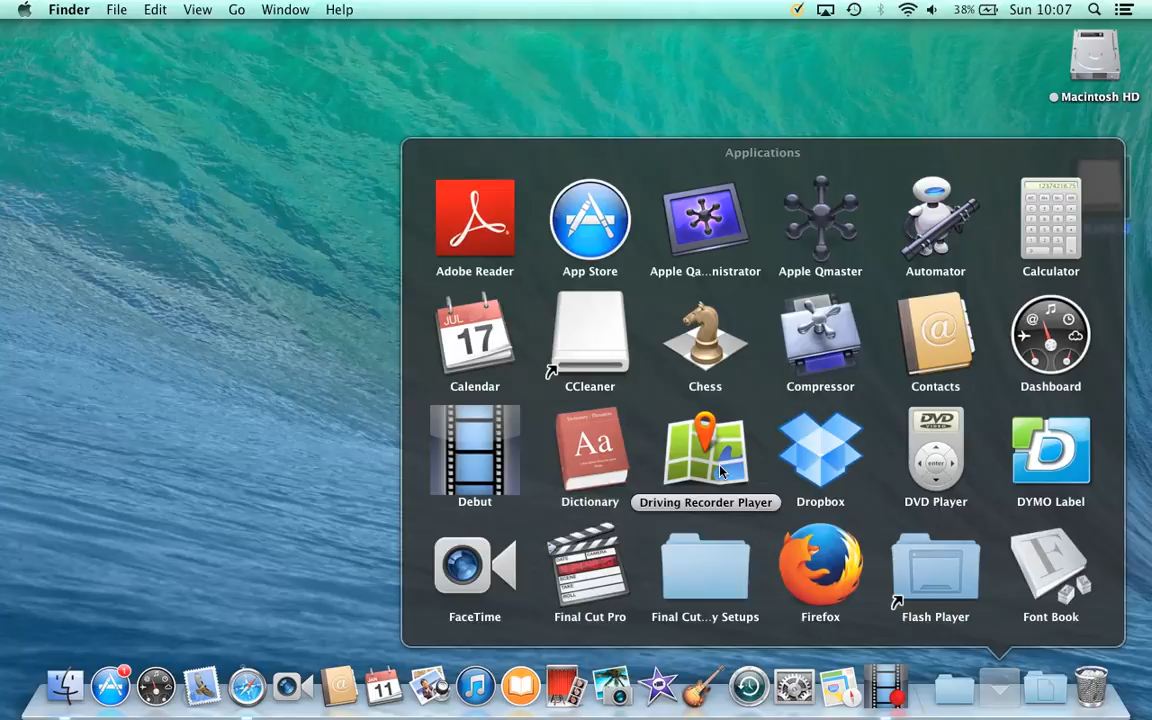 Finder File Edit View Go Window Help 38% Sun 10:07
Macintosh HD
Applications
Adobe Reader App Store Apple Qa...nistrator Apple Qmaster Automator Calculator
JUL
17
Calendar CCleaner Chess Compressor Contacts Dashboard
Aa
DVD
enter
Debut Dictionary Driving Recorder Player Dropbox DVD Player DYMO Label
FaceTime Final Cut Pro Final Cut...y Setups Firefox Flash Player Font Book
1
JAN
11